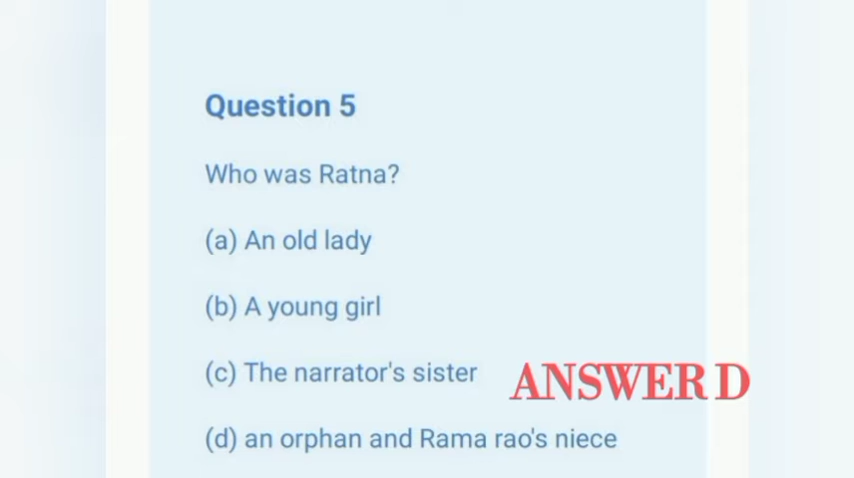 Question 5
Who was Ratna?
(a) An old lady
(b) A young girl
(c) The narrator's sister
ANSWER D
(d) an orphan and Rama rao's niece